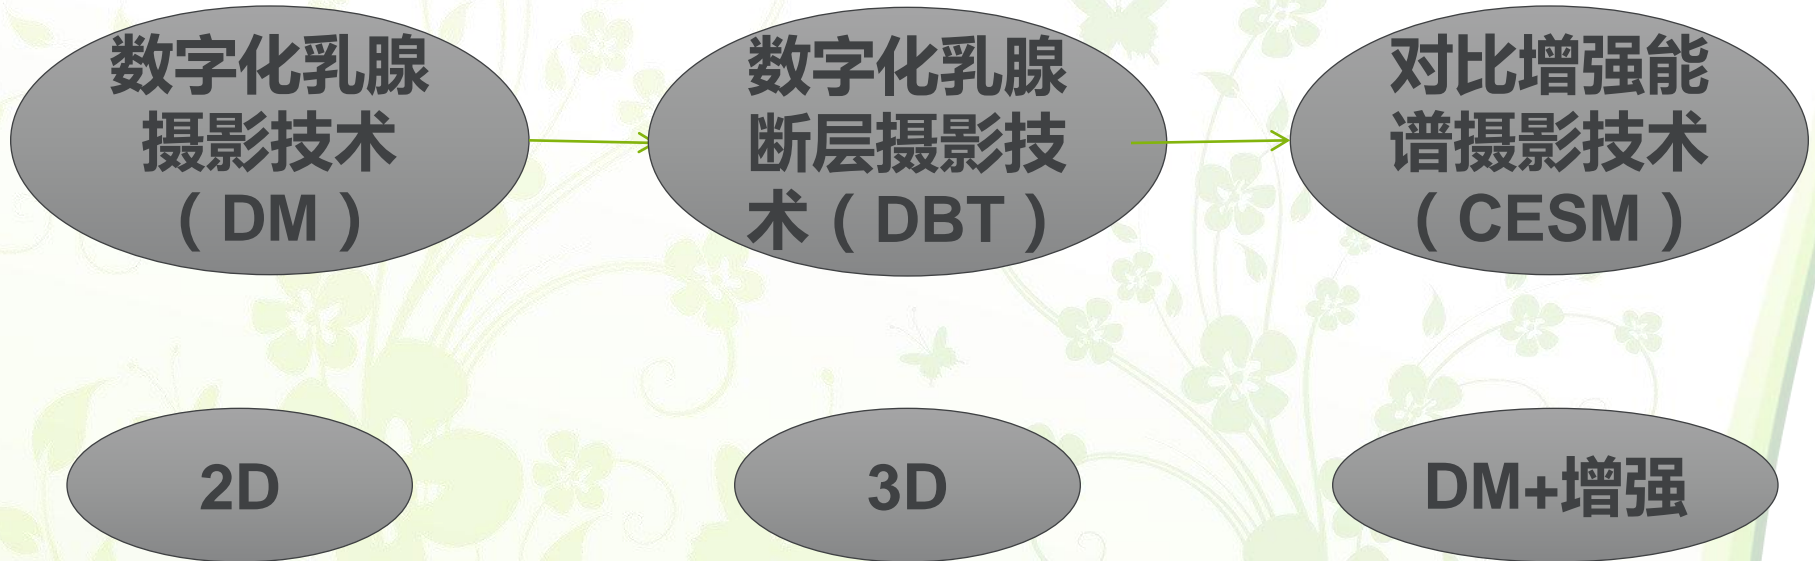 数字化乳腺
摄影技术
（DM）
数字化乳腺
断层摄影技
术（DBT）
对比增强能
谱摄影技术
（CESM）
2D
3D
DM+增强